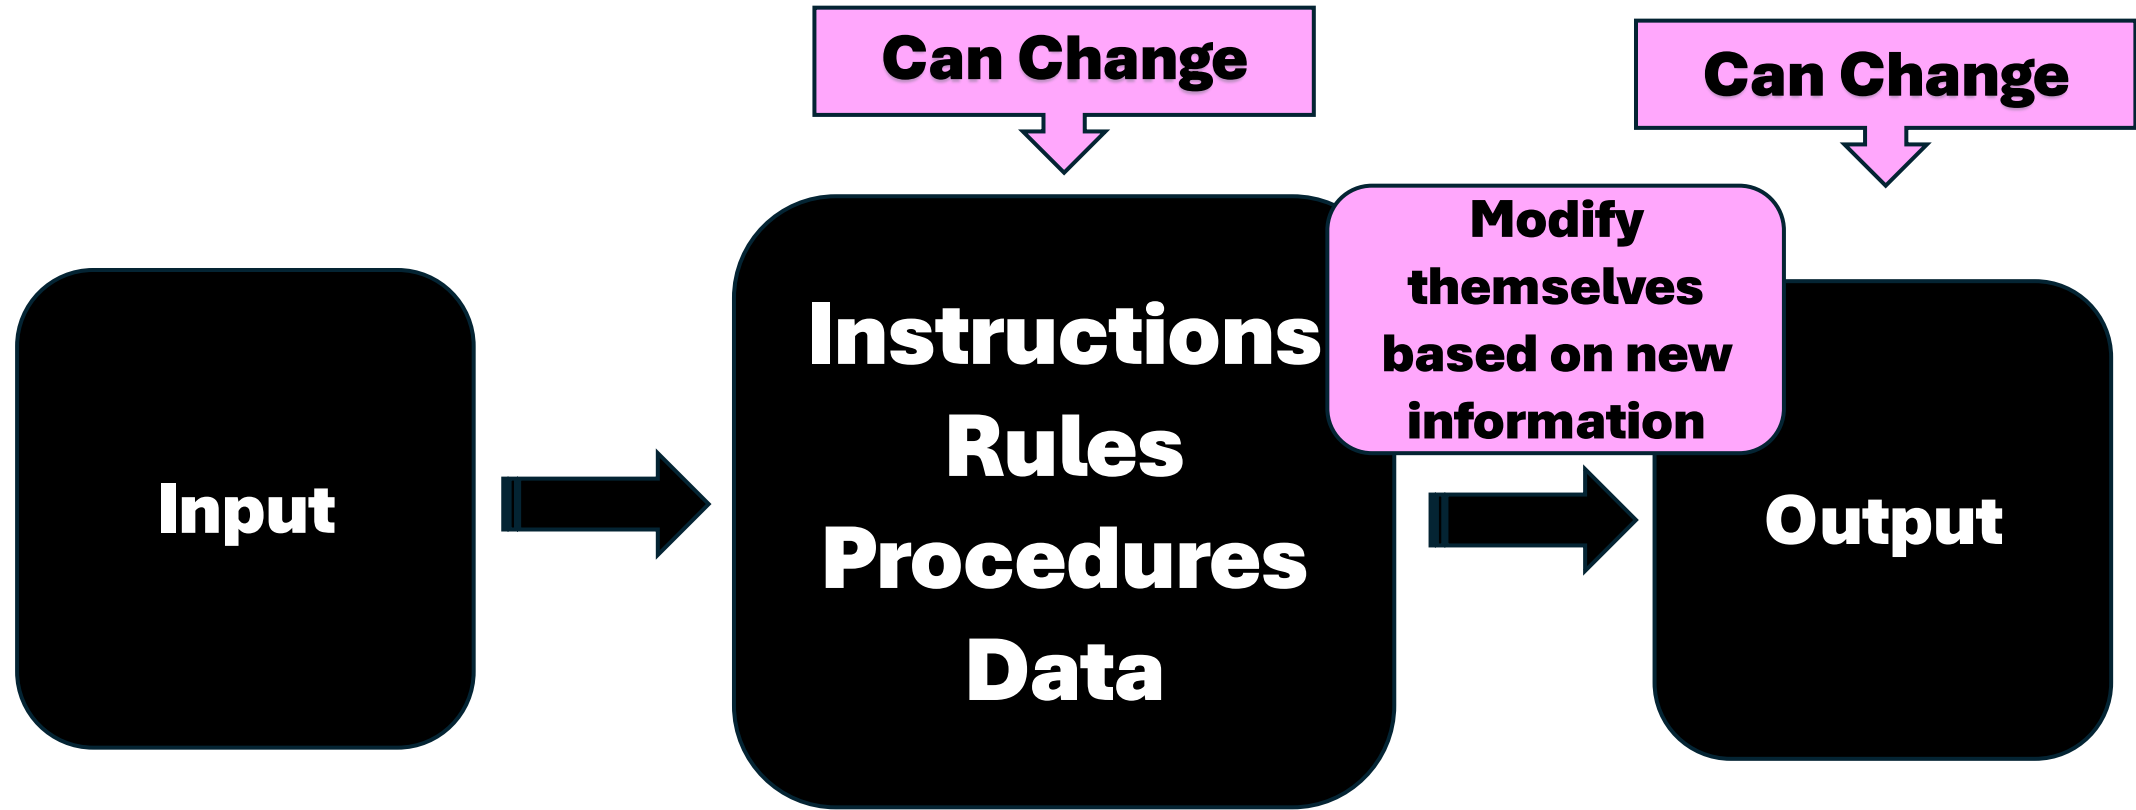 Can Change
Can Change
Input
Instructions
Rules
Procedures
Data
Modify
themselves
based on new
information
Output